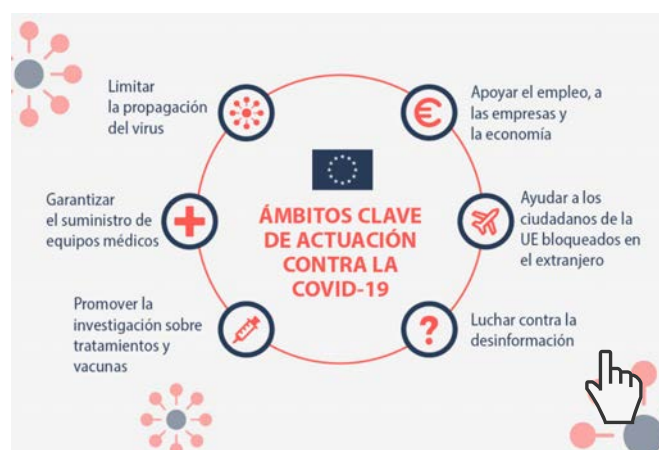 Limitar
la propagación
del virus
Apoyar el empleo, a
las empresas y
la economía
Garantizar
el suministro de
equipos médicos
ÁMBITOS CLAVE
DE ACTUACIÓN
CONTRA LA
COVID-19
Ayudar a los
ciudadanos de la
UE bloqueados en
el extranjero
Promover la
investigación sobre
tratamientos y
vacunas
Luchar contra la
desinformación